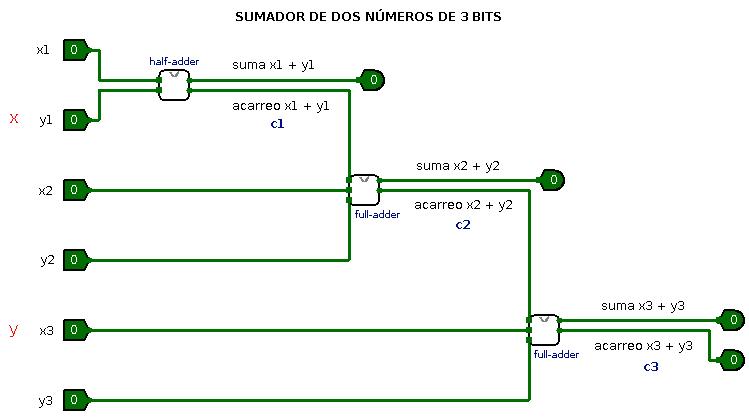 SUMADOR DE DOS NÚMEROS DE 3 BITS
x1 0
half-adder
suma x1 + y1
0
acarreo x1 + y1
c1
x
y1 0
x2 0
suma x2 + y2
0
full-adder
acarreo x2 + y2
c2
y2 0
suma x3 + y3
0
y
x3 0
acarreo x3 + y3
full-adder
0
c3
y3 0